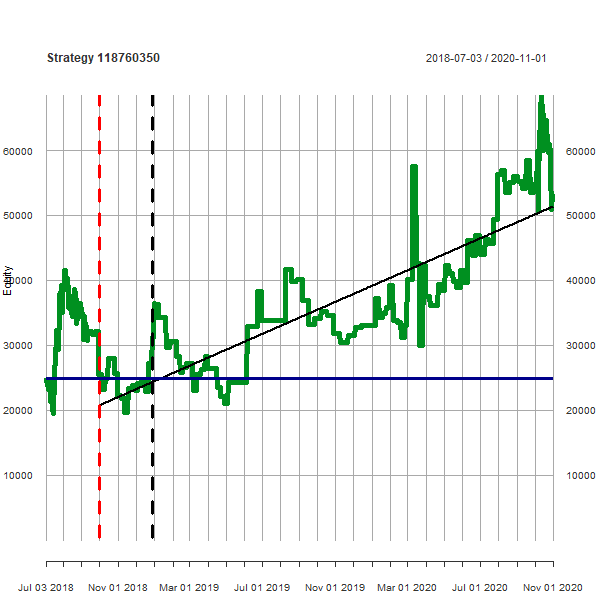 Strategy 118760350 2018-07-03 / 2020-11-01
60000 60000
50000 50000
Equity
40000 40000
30000 30000
20000 20000
10000 10000
Jul 03 2018 Nov 01 2018 Mar 01 2019 Jul 01 2019 Nov 01 2019 Mar 01 2020 Jul 01 2020 Nov 01 2020